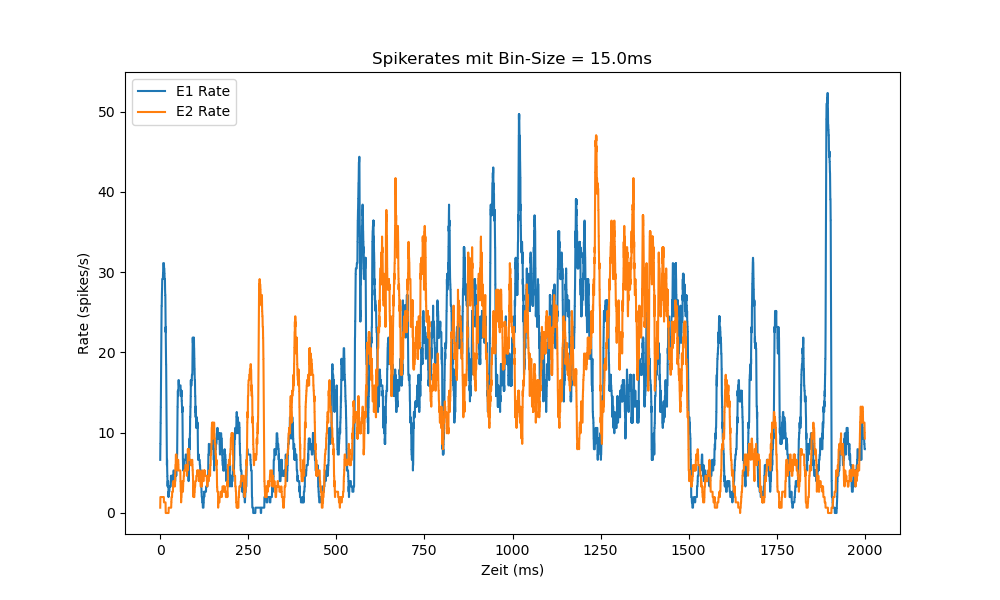 Spikerates mit Bin-Size = 15.0ms
E1 Rate
E2 Rate
Rate (spikes/s)
50
40
30
20
10
0
0 250 500 750 1000 1250 1500 1750 2000
Zeit (ms)